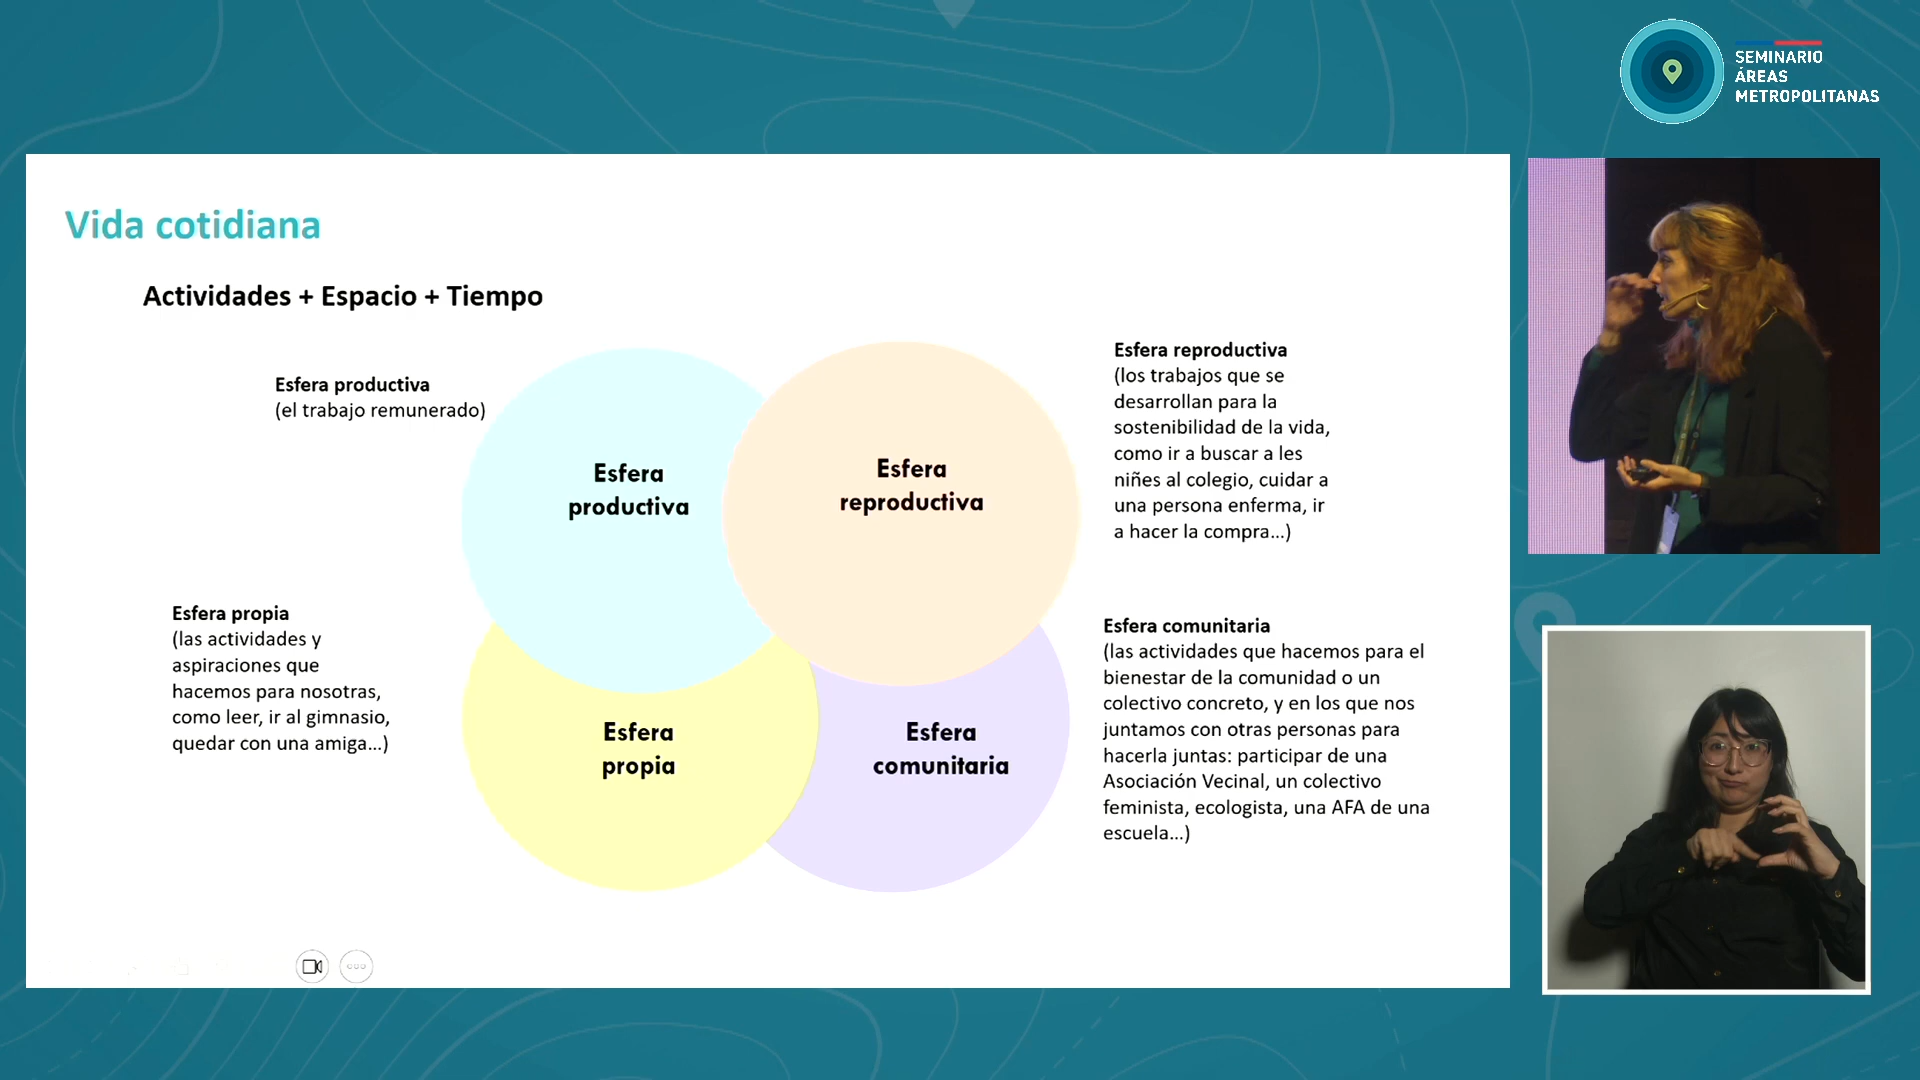 SEMINARIO
ÁREAS
METROPOLITANAS
Vida cotidiana
Actividades + Espacio + Tiempo
Esfera productiva
(el trabajo remunerado)
Esfera
productiva
Esfera
reproductiva
Esfera reproductiva
(los trabajos que se
desarrollan para la
sostenibilidad de la vida,
como ir a buscar a les
niñes al colegio, cuidar a
una persona enferma, ir
a hacer la compra...)
Esfera propia
(las actividades y
aspiraciones que
hacemos para nosotras,
como leer, ir al gimnasio,
quedar con una amiga...)
Esfera
propia
Esfera
comunitaria
Esfera comunitaria
(las actividades que hacemos para el
bienestar de la comunidad o un
colectivo concreto, y en los que nos
juntamos con otras personas para
hacerla juntas: participar de una
Asociación Vecinal, un colectivo
feminista, ecologista, una AFA de una
escuela...)